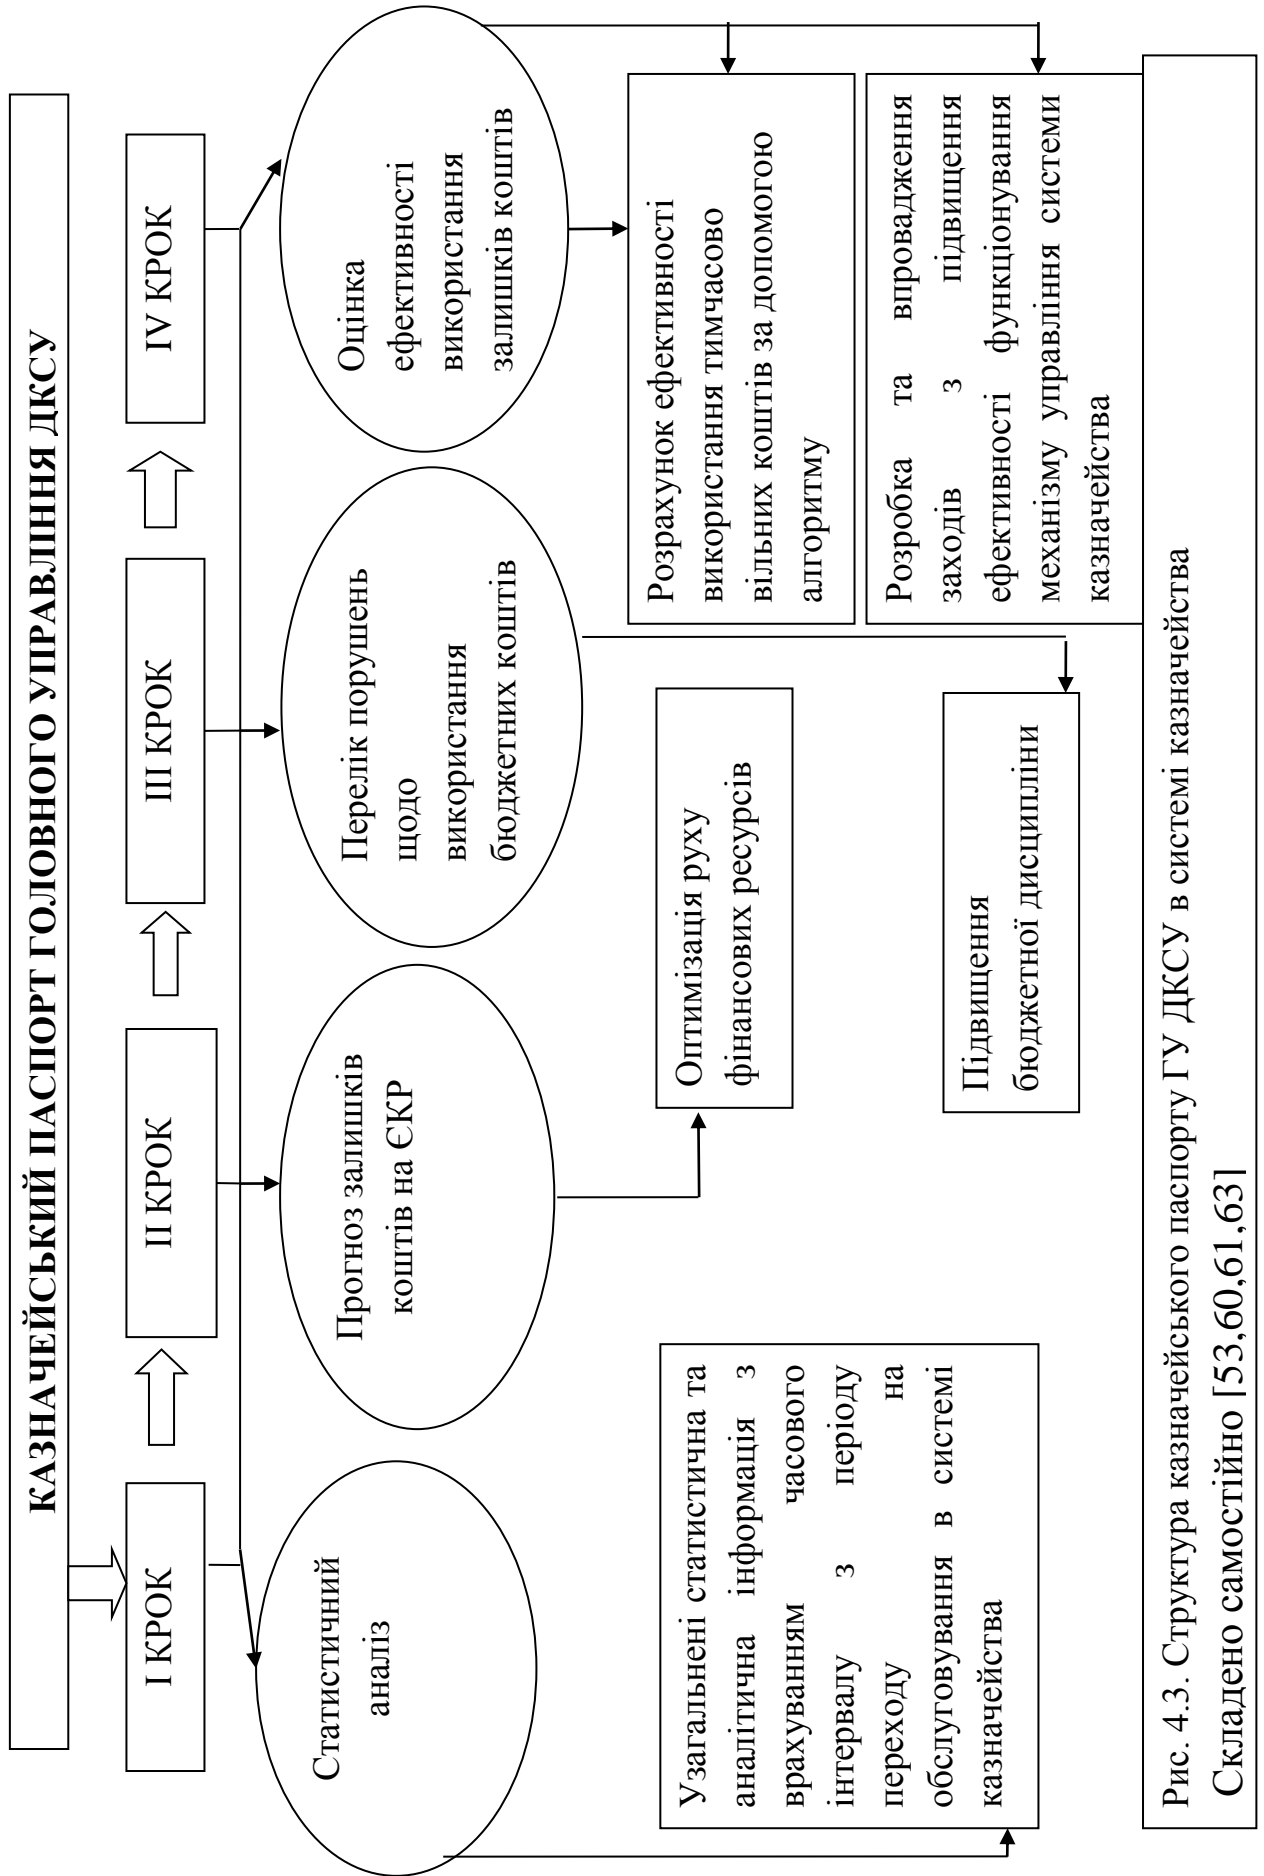 КАЗНАЧЕЙСЬКИЙ ПАСПОРТ ГОЛОВНОГО УПРАВЛІННЯ ДКСУ
І КРОК
ІІ КРОК
ІІІ КРОК
IV КРОК
Статистичний
аналіз
Прогноз залишків
коштів на ЄКР
Перелік порушень
щодо
використання
бюджетних коштів
Оцінка
ефективності
використання
залишків коштів
Узагальнені статистична та
аналітична інформація з
врахуванням часового
інтервалу з періоду
переходу на
обслуговування в системі
казначейства
Оптимізація руху
фінансових ресурсів
Підвищення
бюджетної дисципліни
Розрахунок ефективності
використання тимчасово
вільних коштів за допомогою
алгоритму
Розробка та впровадження
заходів з підвищення
ефективності функціонування
механізму управління системи
казначейства
Рис. 4.3. Структура казначейського паспорту ГУ ДКСУ в системі казначейства
Складено самостійно [53,60,61,63]